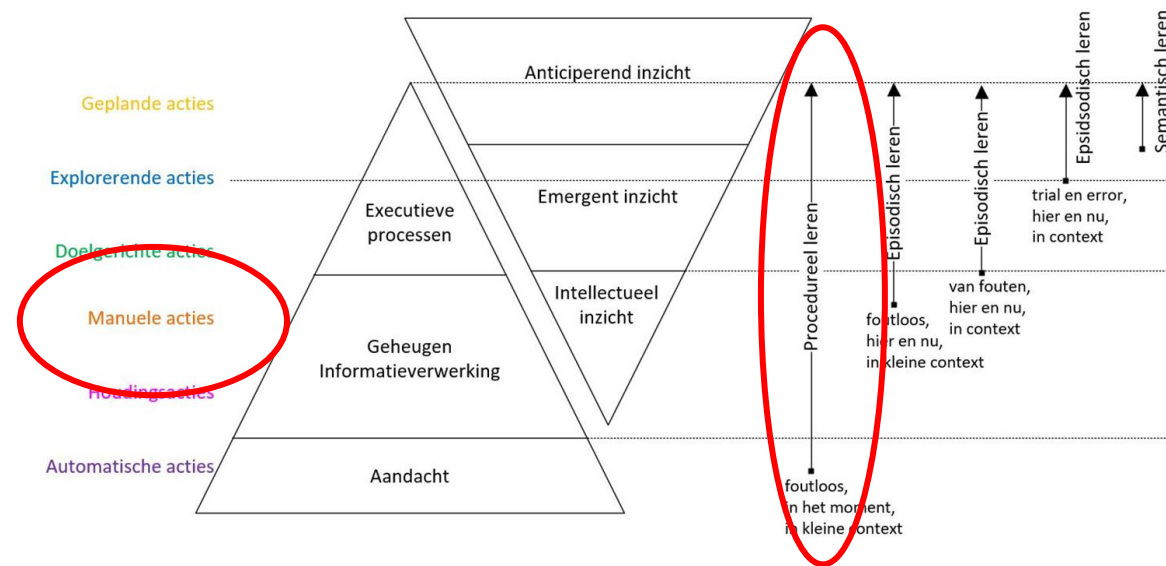 Geplande acties
Explorerende acties
Doelgerichte acties
Manuele acties
Houdingsacties
Automatische acties
Executieve
processen
Geheugen
Informatieverwerking
Aandacht
Anticiperend inzicht
Emergent inzicht
Intellectueel
inzicht
Procedureel leren
foutloos,
in het moment,
in kleine context
Episodisch leren
foutloos,
hier en nu,
in kleine context
Episodisch leren
van fouten,
hier en nu,
in context
Epsidsodisch leren
trial en error,
hier en nu,
in context
Semantisch leren